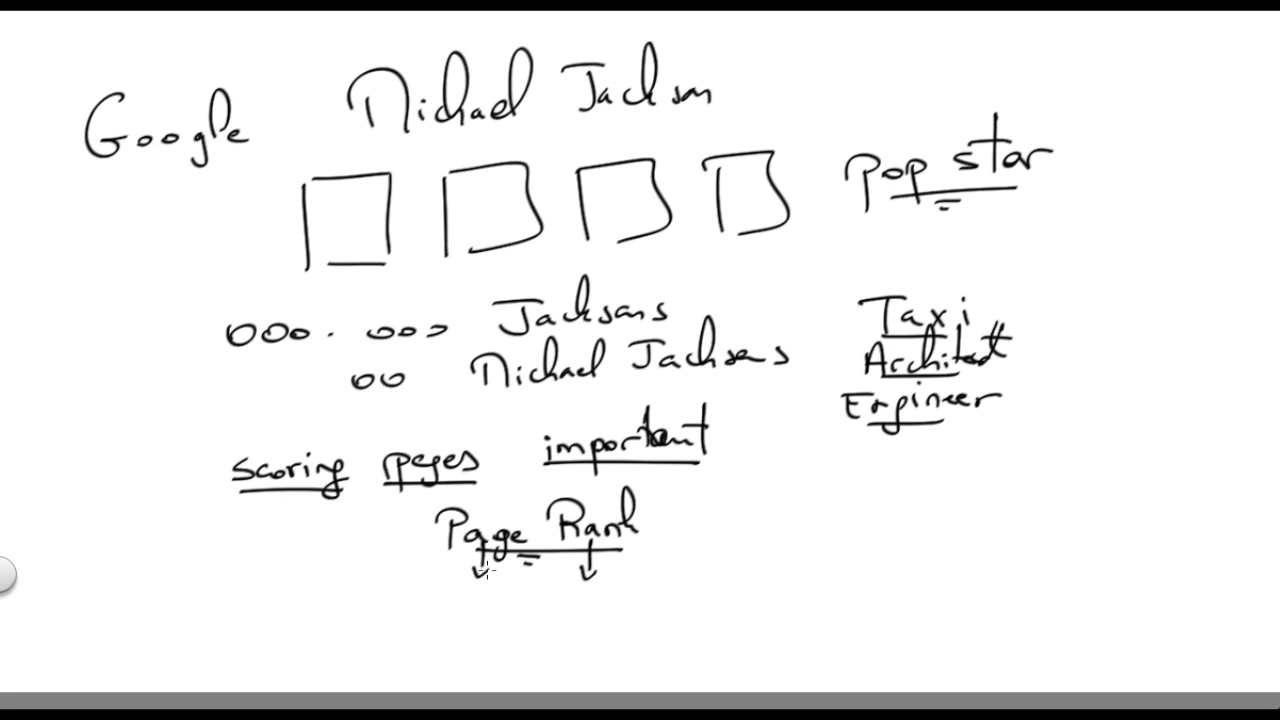 Google Michael Jackson
Pop star
000. 000 Jacksons Taxi
00 Michael Jacksons Architect
Engineer
scoring pages important
Page Rank